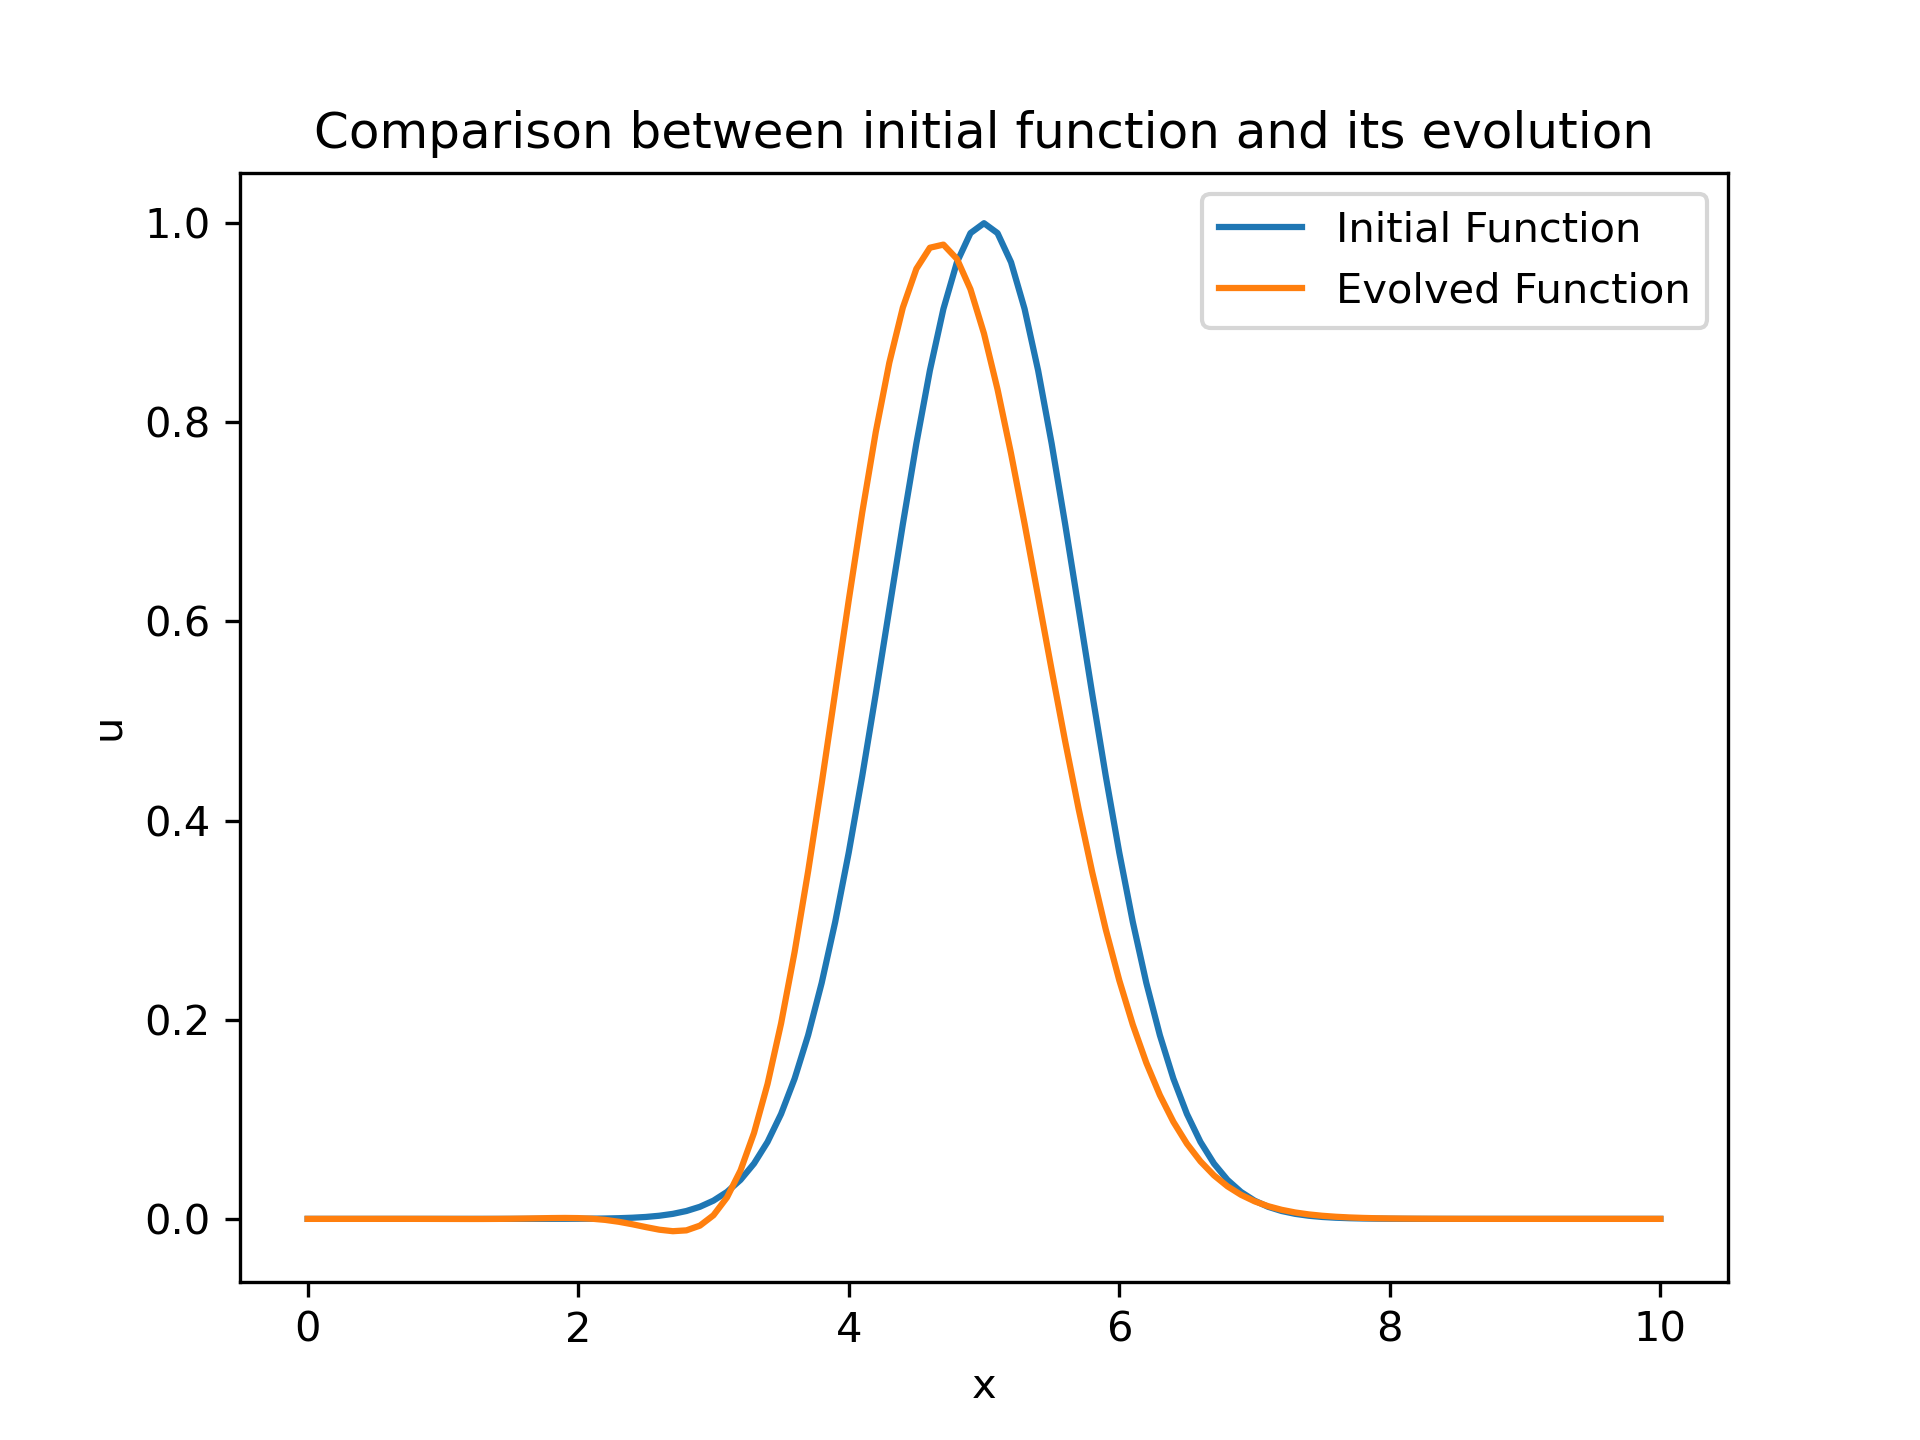 Comparison between initial function and its evolution
Initial Function
Evolved Function
1.0
0.8
0.6
0.4
0.2
0.0
u
0 2 4 6 8 10
x